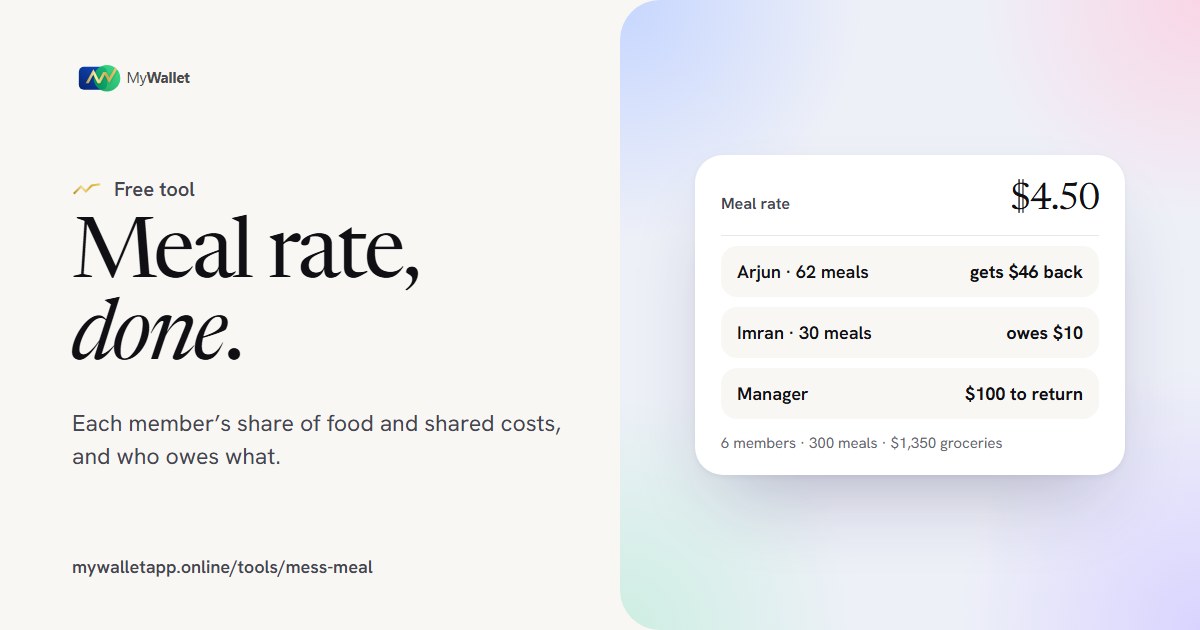 MyWallet
Free tool
Meal rate,
done.
Each member’s share of food and shared costs,
and who owes what.
mywalletapp.online/tools/mess-meal
Meal rate
$4.50
Arjun · 62 meals
gets $46 back
Imran · 30 meals
owes $10
Manager
$100 to return
6 members · 300 meals · $1,350 groceries